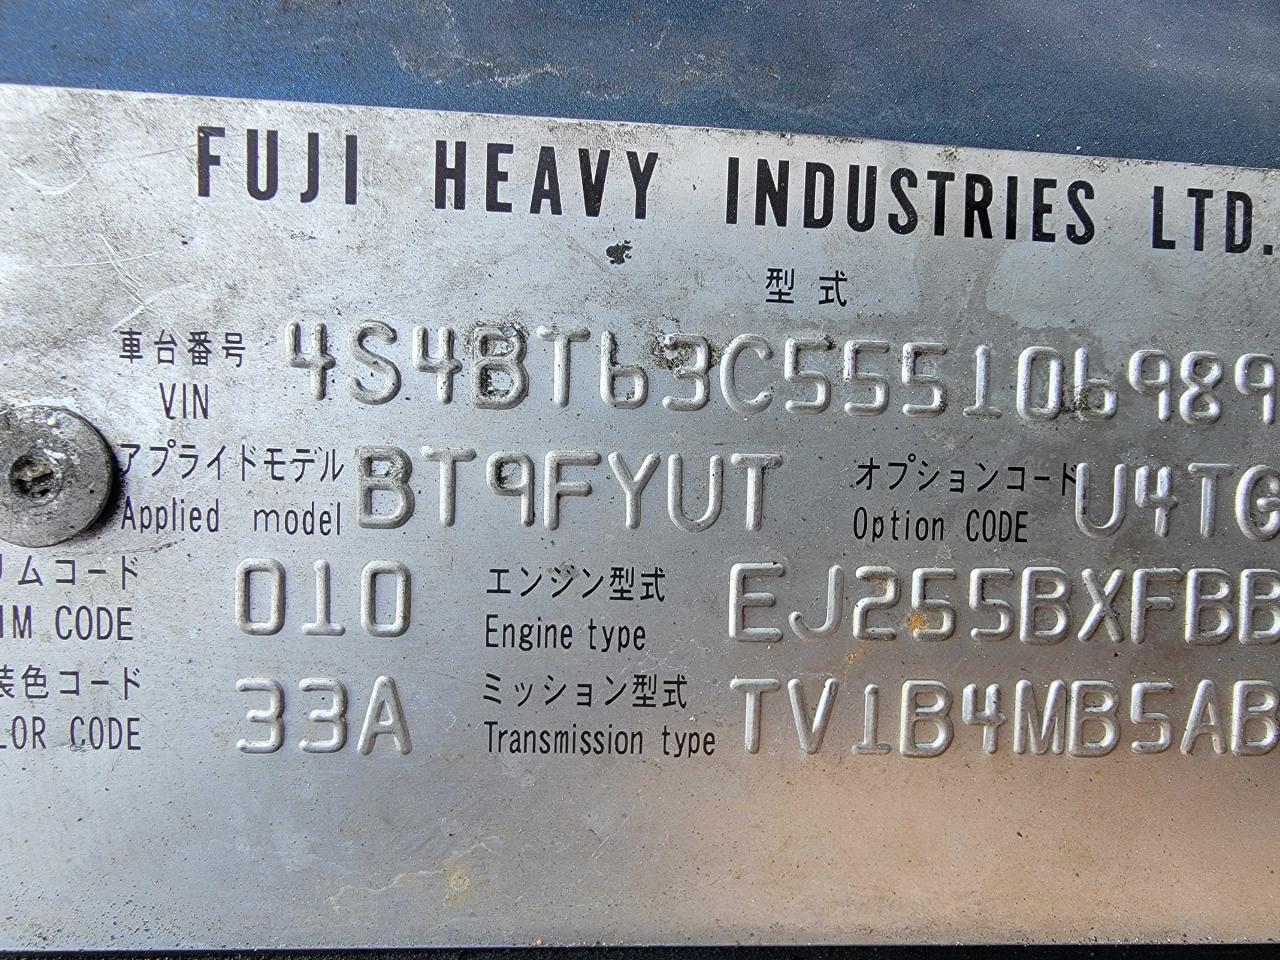 FUJI HEAVY INDUSTRIES LTD.
型式
車台番号
VIN 4S4BT63C555106989
アプライドモデル
Applied model BT9FYUT
オプションコード
Option CODE U4TG
リムコード
IM CODE 010
エンジン型式
Engine type EJ255BXFBB
装色コード
LOR CODE 33A
ミッション型式
Transmission type TV1B4MB5AB